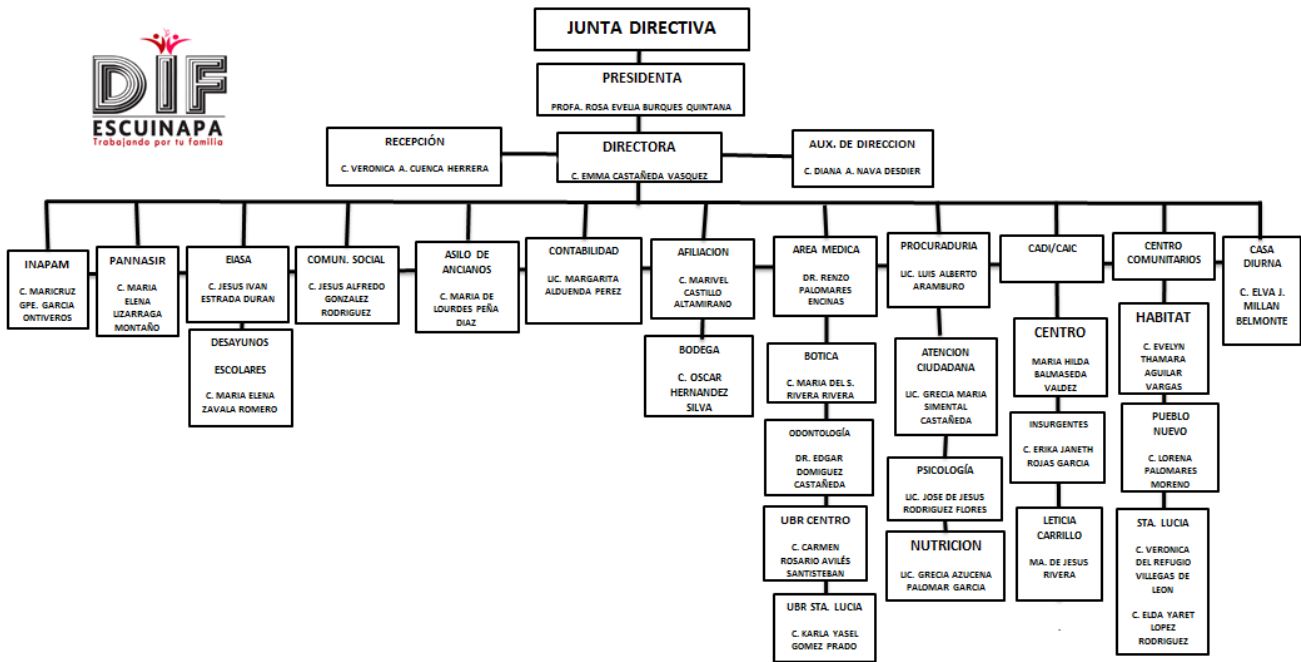 JUNTA DIRECTIVA
DIF
ESCUINAPA
Trabajando por tu familia
PRESIDENTA
PROFA. ROSA EVELIA BURQUES QUINTANA
RECEPCIÓN
C. VERONICA A. CUENCA HERRERA
DIRECTORA
C. EMMA CASTAÑEDA VASQUEZ
AUX. DE DIRECCION
C. DIANA A. NAVA DESDIER
INAPAM
C. MARICRUZ
GPE. GARCIA
ONTIVEROS
PANNASIR
C. MARIA
ELENA
LIZARRAGA
MONTAÑO
EIASA
C. JESUS IVAN
ESTRADA DURAN
DESAYUNOS
ESCOLARES
C. MARIA ELENA
ZAVALA ROMERO
COMUN. SOCIAL
C. JESUS ALFREDO
GONZALEZ
RODRIGUEZ
ASILO DE
ANCIANOS
C. MARIA DE
LOURDES PEÑA
DIAZ
CONTABILIDAD
LIC. MARGARITA
ALDUENDA PEREZ
AFILIACION
C. MARIVEL
CASTILLO
ALTAMIRANO
BODEGA
C. OSCAR
HERNANDEZ
SILVA
AREA MEDICA
DR. RENZO
PALOMARES
ENCINAS
BOTICA
C. MARIA DEL S.
RIVERA RIVERA
ODONTOLOGÍA
DR. EDGAR
DOMIGUEZ
CASTAÑEDA
UBR CENTRO
C. CARMEN
ROSARIO AVILÉS
SANTISTEBAN
UBR STA. LUCIA
C. KARLA YASEL
GOMEZ PRADO
PROCURADURIA
LIC. LUIS ALBERTO
ARAMBURO
ATENCION
CIUDADANA
LIC. GRECIA MARIA
SIMENTAL
CASTAÑEDA
PSICOLOGÍA
LIC. JOSE DE JESUS
RODRIGUEZ FLORES
NUTRICION
LIC. GRECIA AZUCENA
PALOMAR GARCIA
CADI/CAIC
CENTRO
MARIA HILDA
BALMASEDA
VALDEZ
INSURGENTES
C. ERIKA JANETH
ROJAS GARCIA
LETICIA
CARRILLO
MA. DE JESUS
RIVERA
CENTRO
COMUNITARIOS
HABITAT
C. EVELYN
THAMARA
AGUILAR
VARGAS
PUEBLO
NUEVO
C. LORENA
PALOMARES
MORENO
STA. LUCIA
C. VERONICA
DEL REFUGIO
VILLEGAS DE
LEON
C. ELDA YARET
LOPEZ
RODRIGUEZ
CASA
DIURNA
C. ELVA J.
MILLAN
BELMONTE